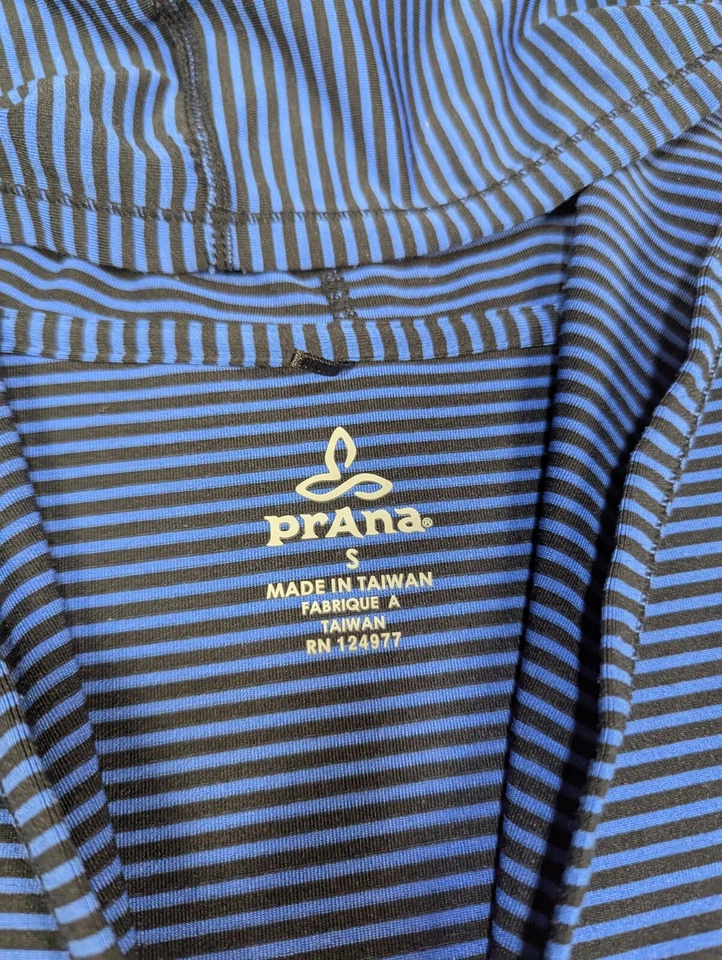 prAna®
S
MADE IN TAIWAN
FABRIQUE A
TAIWAN
RN 124977